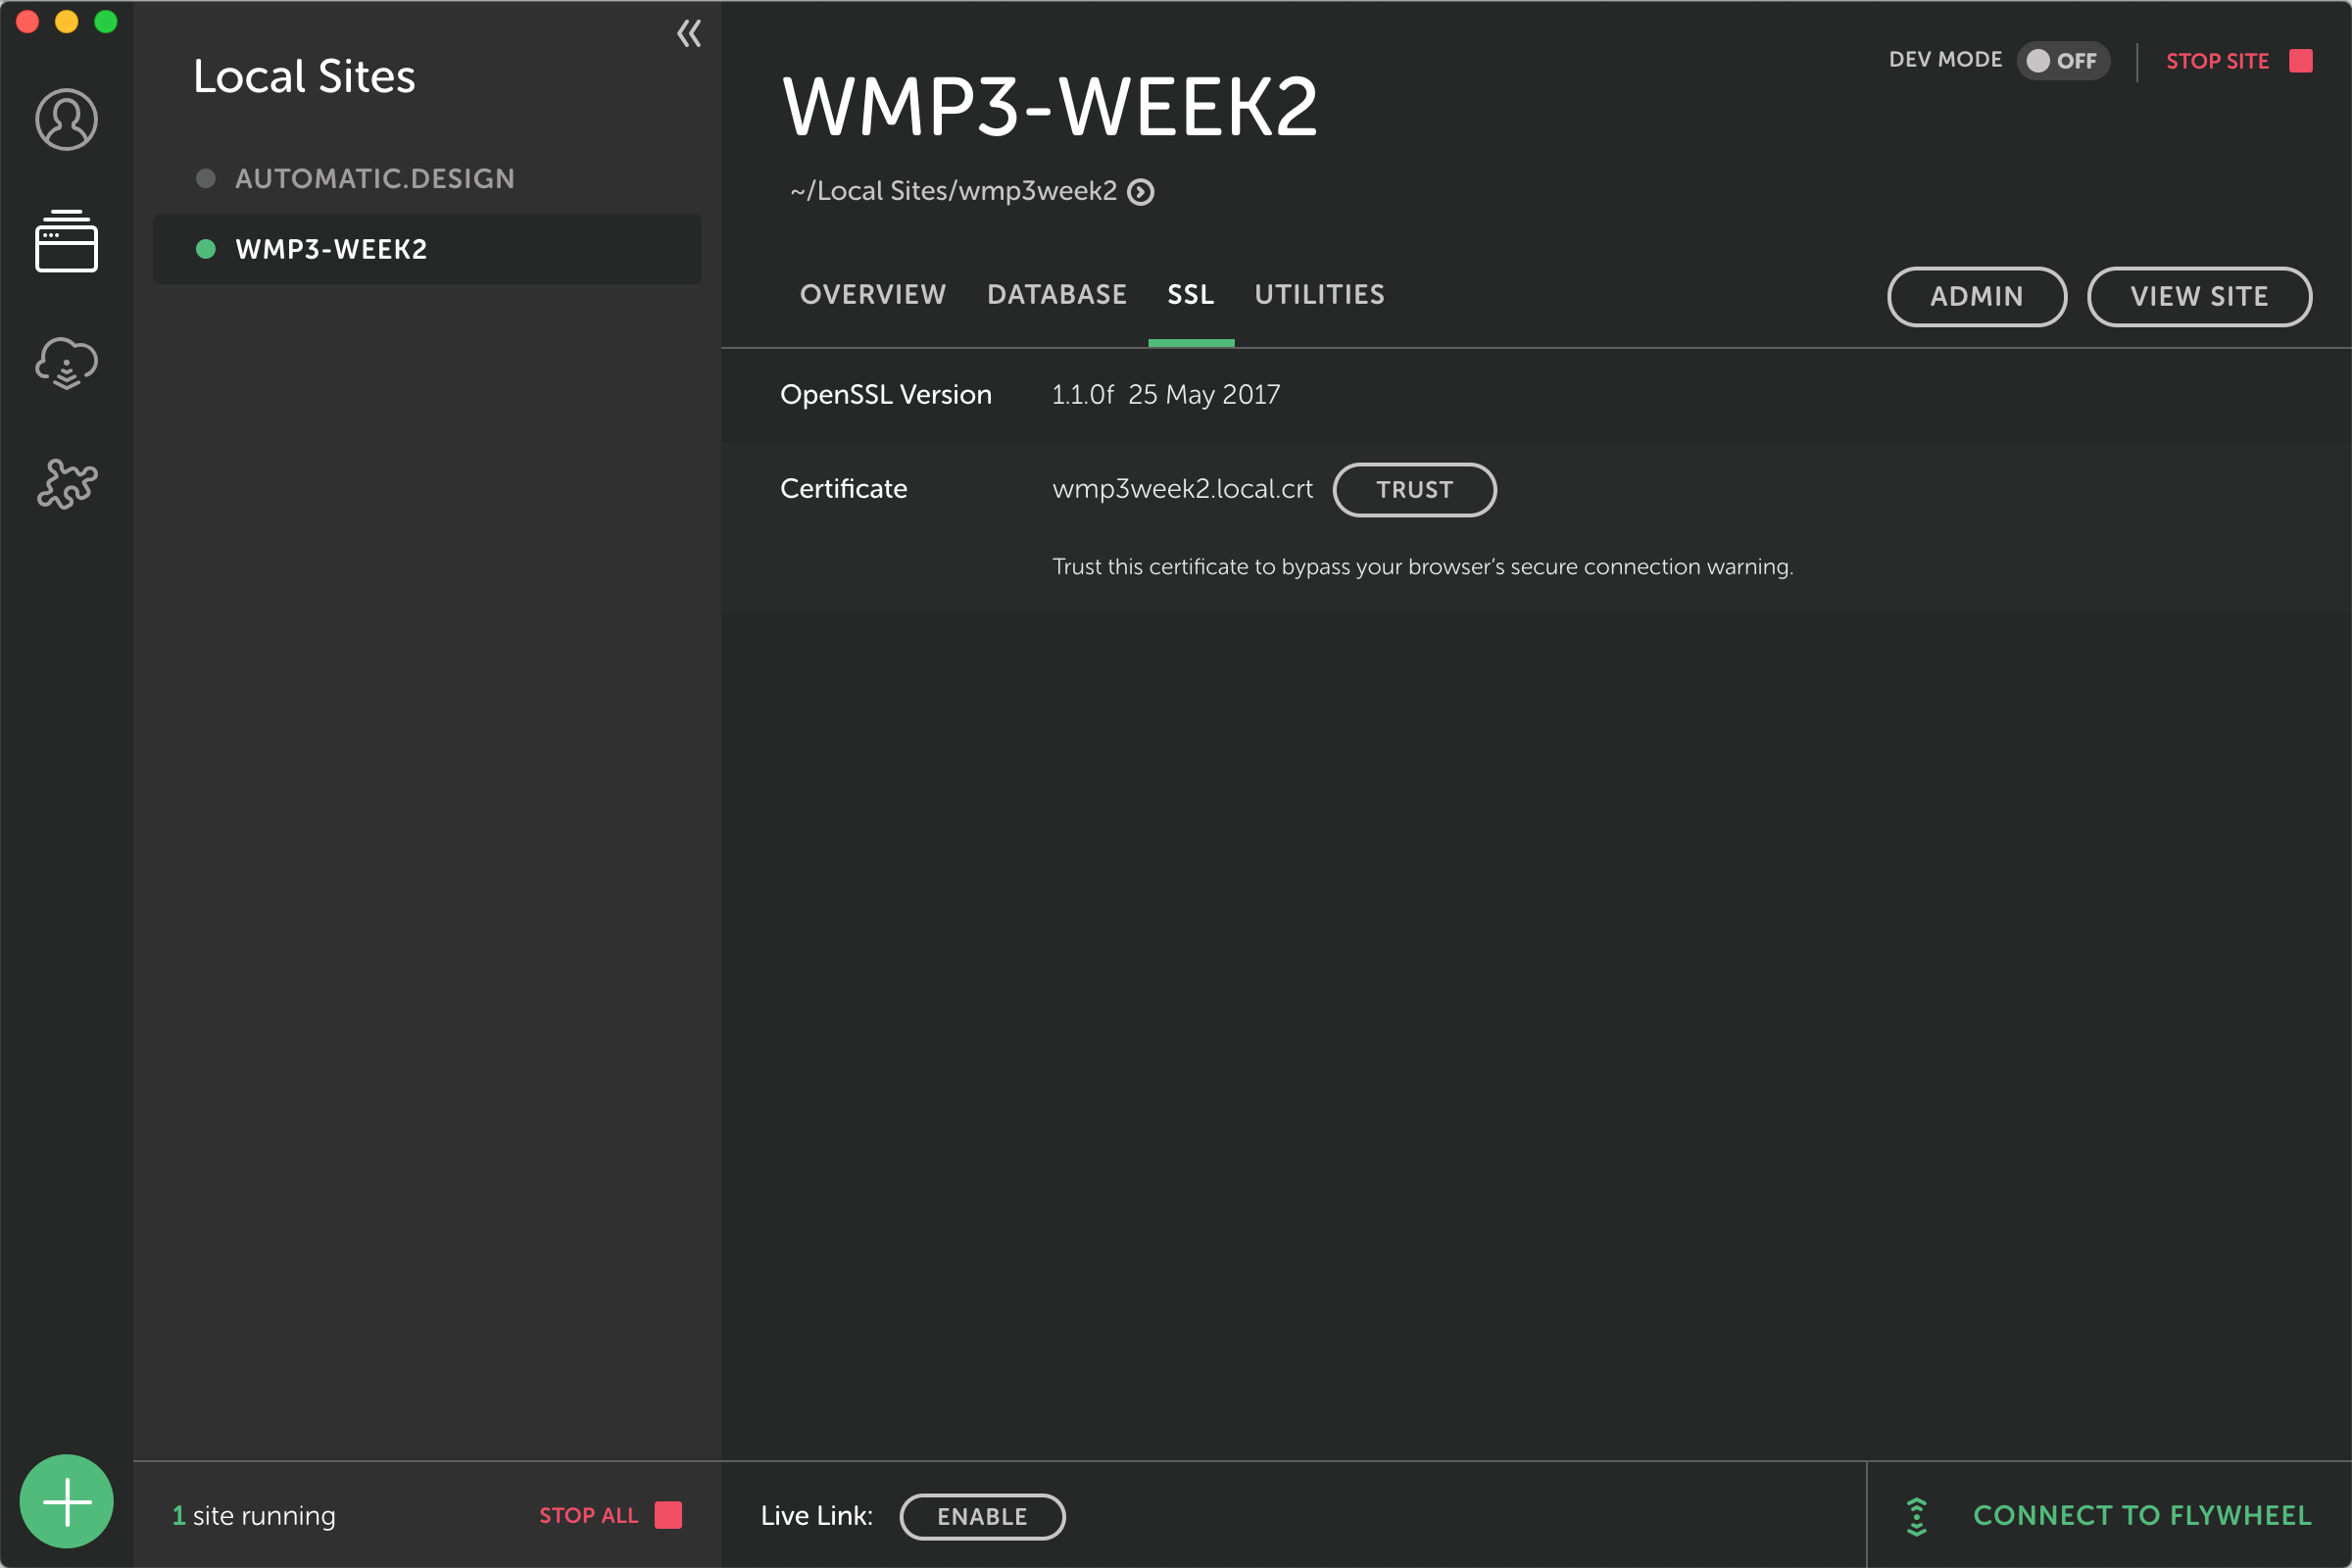 Local Sites
AUTOMATIC.DESIGN
WMP3-WEEK2
1 site running
STOP ALL
WMP3-WEEK2
~/Local Sites/wmp3week2
DEV MODE OFF
STOP SITE
OVERVIEW DATABASE SSL UTILITIES
ADMIN VIEW SITE
OpenSSL Version 1.1.0f 25 May 2017
Certificate wmp3week2.local.crt TRUST
Trust this certificate to bypass your browser’s secure connection warning.
Live Link: ENABLE
CONNECT TO FLYWHEEL